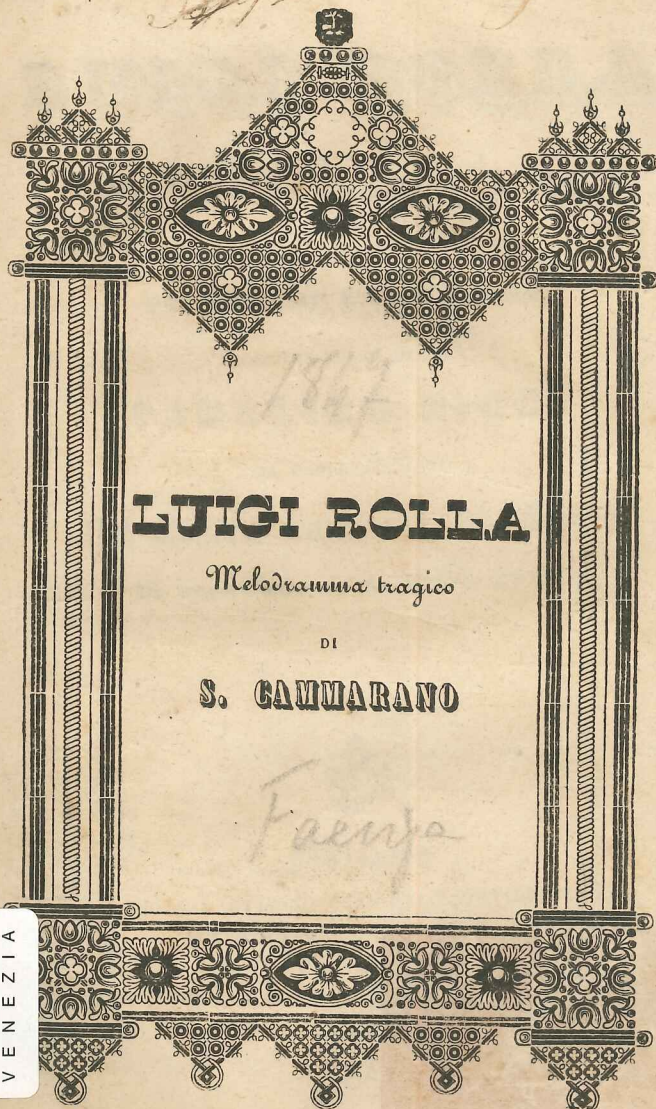 1847
LUIGI ROLLA
Melodramma tragico
DI
S. CAMMARANO
Faenza
VENEZIA